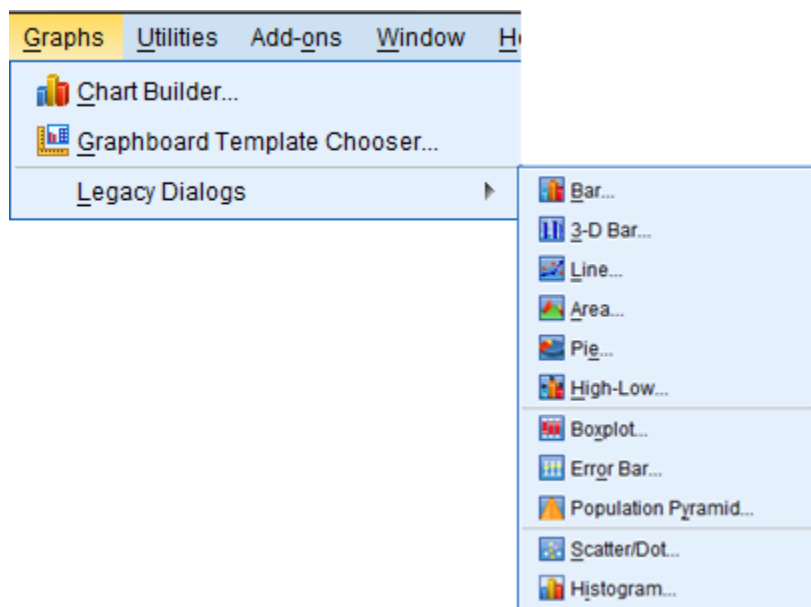 Graphs Utilities Add-ons Window
Chart Builder...
Graphboard Template Chooser...
Legacy Dialogs
Bar...
3-D Bar...
Line...
Area...
Pie...
High-Low...
Boxplot...
Error Bar...
Population Pyramid...
Scatter/Dot...
Histogram...